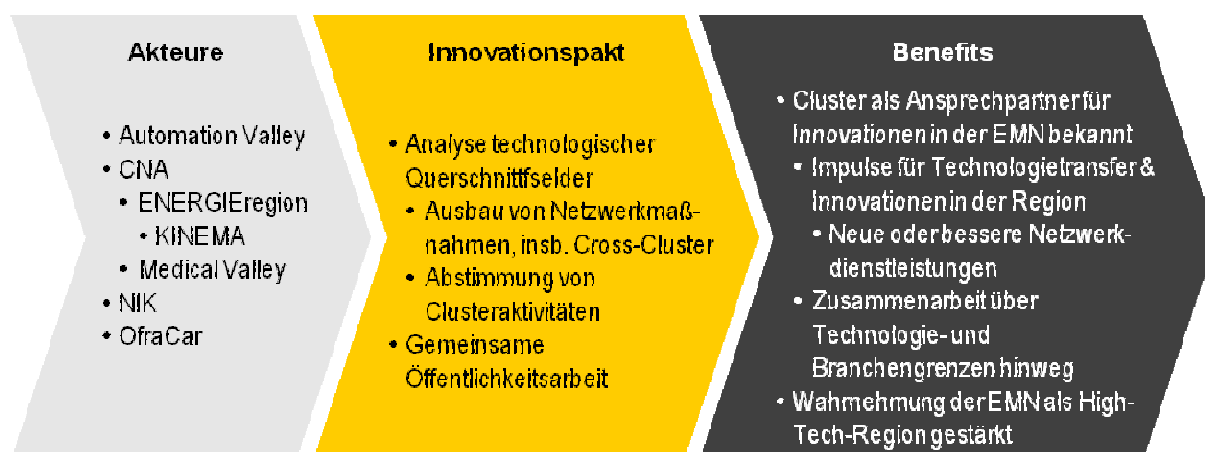 Akteure
• Automation Valley
• CNA
• ENERGIEregion
• KINEMA
• Medical Valley
• NIK
• OfraCar
Innovationspakt
• Analyse technologischer
Querschnittfselder
• Ausbau von Netzwerkmaß-
nahmen, insb. Cross-Cluster
• Abstimmung von
Clusteraktivitäten
• Gemeinsame
Öffentlichkeitsarbeit
Benefits
• Cluster als Ansprechpartner für
Innovationen in der EMN bekannt
• Impulse für Technologietransfer &
Innovationen in der Region
• Neue oder bessere Netzwerk-
dienstleistungen
• Zusammenarbeit über
Technologie- und
Branchengrenzen hinweg
• Wahrnehmung der EMN als High-
Tech-Region gestärkt